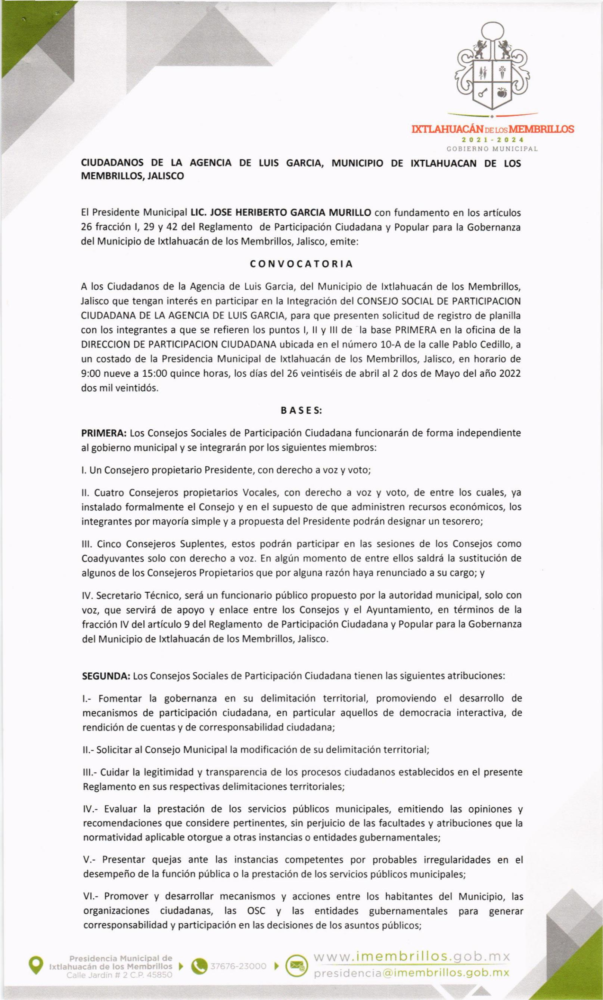 IXTLAHUACÁN DE LOS MEMBRILLOS
2021-2024
GOBIERNO MUNICIPAL
CIUDADANOS DE LA AGENCIA DE LUIS GARCIA, MUNICIPIO DE IXTLAHUACAN DE LOS
MEMBRILLOS, JALISCO
El Presidente Municipal LIC. JOSE HERIBERTO GARCIA MURILLO con fundamento en los artículos
26 fracción I, 29 y 42 del Reglamento de Participación Ciudadana y Popular para la Gobernanza
del Municipio de Ixtlahuacán de los Membrillos, Jalisco, emite:
C O N V O C A T O R I A
A los Ciudadanos de la Agencia de Luis Garcia, del Municipio de Ixtlahuacán de los Membrillos,
Jalisco que tengan interés en participar en la Integración del CONSEJO SOCIAL DE PARTICIPACION
CIUDADANA DE LA AGENCIA DE LUIS GARCIA, para que presenten solicitud de registro de planilla
con los integrantes a que se refieren los puntos I, II y III de la base PRIMERA en la oficina de la
DIRECCION DE PARTICIPACION CIUDADANA ubicada en el número 10-A de la calle Pablo Cedillo, a
un costado de la Presidencia Municipal de Ixtlahuacán de los Membrillos, Jalisco, en horario de
9:00 nueve a 15:00 quince horas, los días del 26 veintiséis de abril al 2 dos de Mayo del año 2022
dos mil veintidós.
B A S E S:
PRIMERA: Los Consejos Sociales de Participación Ciudadana funcionarán de forma independiente
al gobierno municipal y se integrarán por los siguientes miembros:
I. Un Consejero propietario Presidente, con derecho a voz y voto;
II. Cuatro Consejeros propietarios Vocales, con derecho a voz y voto, de entre los cuales, ya
instalado formalmente el Consejo y en el supuesto de que administren recursos económicos, los
integrantes por mayoría simple y a propuesta del Presidente podrán designar un tesorero;
III. Cinco Consejeros Suplentes, estos podrán participar en las sesiones de los Consejos como
Coadyuvantes solo con derecho a voz. En algún momento de entre ellos saldrá la sustitución de
algunos de los Consejeros Propietarios que por alguna razón haya renunciado a su cargo; y
IV. Secretario Técnico, será un funcionario público propuesto por la autoridad municipal, solo con
voz, que servirá de apoyo y enlace entre los Consejos y el Ayuntamiento, en términos de la
fracción IV del artículo 9 del Reglamento de Participación Ciudadana y Popular para la Gobernanza
del Municipio de Ixtlahuacán de los Membrillos, Jalisco.
SEGUNDA: Los Consejos Sociales de Participación Ciudadana tienen las siguientes atribuciones:
I.- Fomentar la gobernanza en su delimitación territorial, promoviendo el desarrollo de
mecanismos de participación ciudadana, en particular aquellos de democracia interactiva, de
rendición de cuentas y de corresponsabilidad ciudadana;
II.- Solicitar al Consejo Municipal la modificación de su delimitación territorial;
III.- Cuidar la legitimidad y transparencia de los procesos ciudadanos establecidos en el presente
Reglamento en sus respectivas delimitaciones territoriales;
IV.- Evaluar la prestación de los servicios públicos municipales, emitiendo las opiniones y
recomendaciones que considere pertinentes, sin perjuicio de las facultades y atribuciones que la
normatividad aplicable otorgue a otras instancias o entidades gubernamentales;
V.- Presentar quejas ante las instancias competentes por probables irregularidades en el
desempeño de la función pública o la prestación de los servicios públicos municipales;
VI.- Promover y desarrollar mecanismos y acciones entre los habitantes del Municipio, las
organizaciones ciudadanas, las OSC y las entidades gubernamentales para generar
corresponsabilidad y participación en las decisiones de los asuntos públicos;
Presidencia Municipal de
Ixtlahuacán de los Membrillos
Calle Jardín # 2 C.P. 45850
37676-23000
www.imembrillos.gob.mx
presidencia@imembrillos.gob.mx